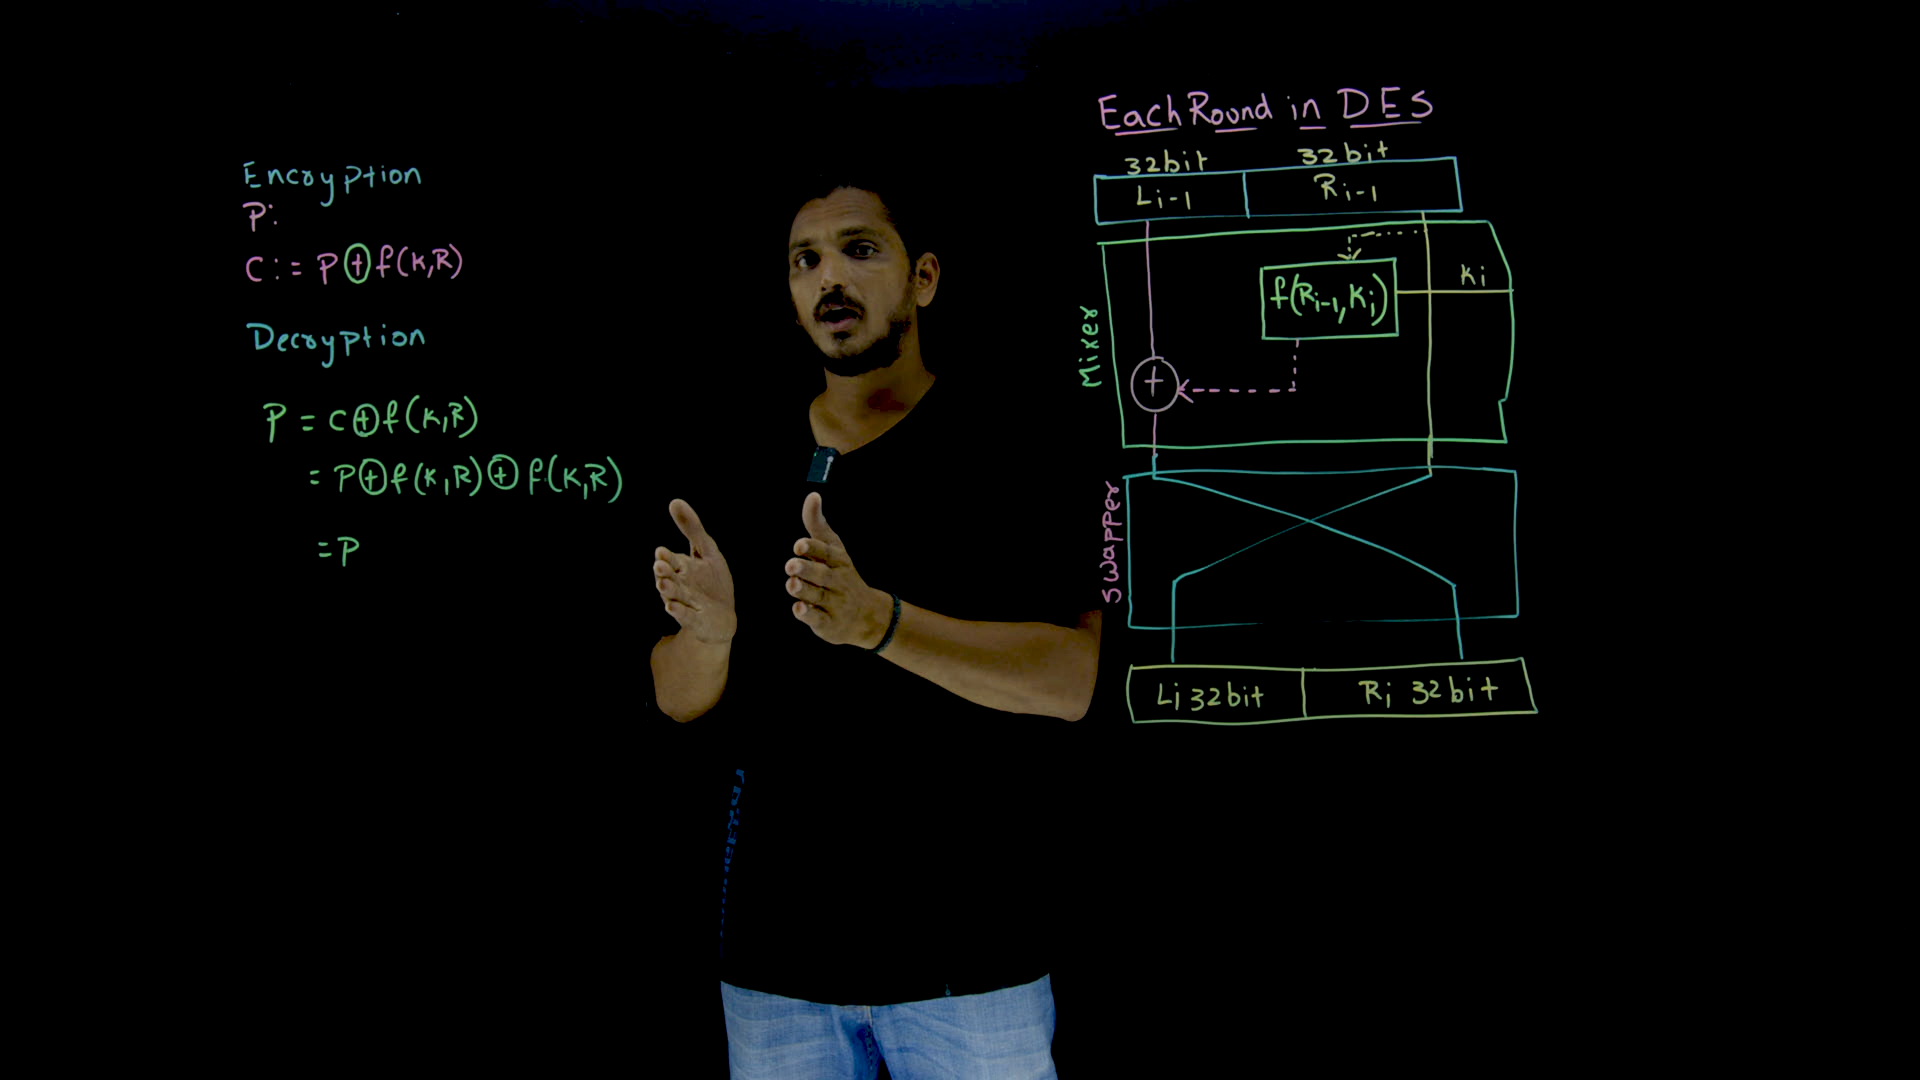 Encryption
P:
C:= P⊕f(K,R)
Decryption
P = C⊕f(K,R)
= P⊕f(K,R)⊕f(K,R)
= P
Each Round in DES
32bit 32bit
Li-1 Ri-1
Mixer
f(Ri-1,Ki)
Ki
+
Swapper
Li 32bit Ri 32bit